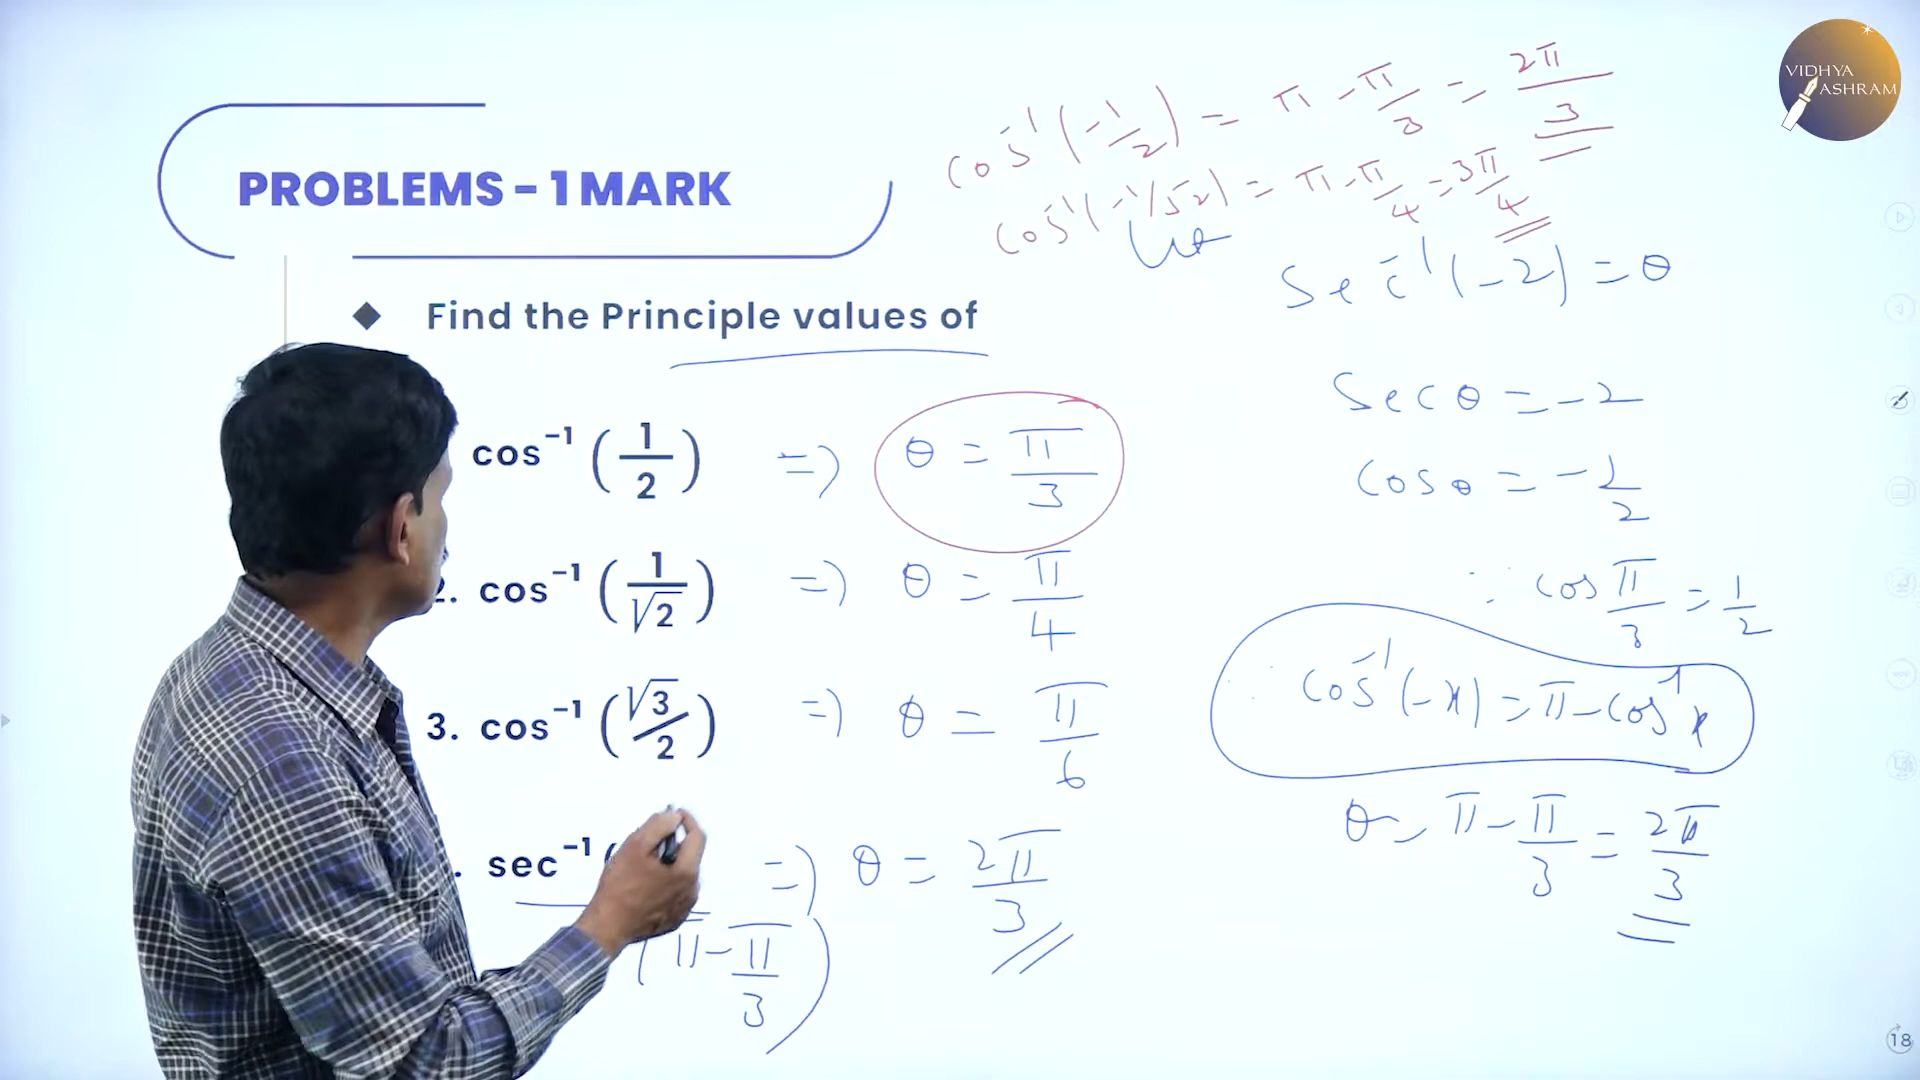 VIDHYA
ASHRAM
PROBLEMS - 1 MARK
cos⁻¹(-1/2) = π - π/3 = 2π/3
cos⁻¹(-1/√2) = π - π/4 = 3π/4
Let
Sec⁻¹(-2) = θ
Find the Principle values of
Sec θ = -2
cos⁻¹(1/2) => θ = π/3
Cos θ = -1/2
2. cos⁻¹(1/√2) => θ = π/4
∵ cos π/3 = 1/2
3. cos⁻¹(√3/2) => θ = π/6
cos⁻¹(-x) = π - cos⁻¹x
θ = π - π/3 = 2π/3
. sec⁻¹( => θ = 2π/3
(π - π/3)
18